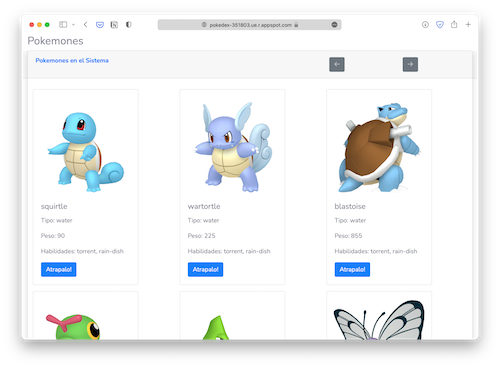 pokedex-351803.ue.r.appspot.com
Pokemones
Pokemones en el Sistema
squirtle
Tipo: water
Peso: 90
Habilidades: torrent, rain-dish
Atrapalo!
wartortle
Tipo: water
Peso: 225
Habilidades: torrent, rain-dish
Atrapalo!
blastoise
Tipo: water
Peso: 855
Habilidades: torrent, rain-dish
Atrapalo!